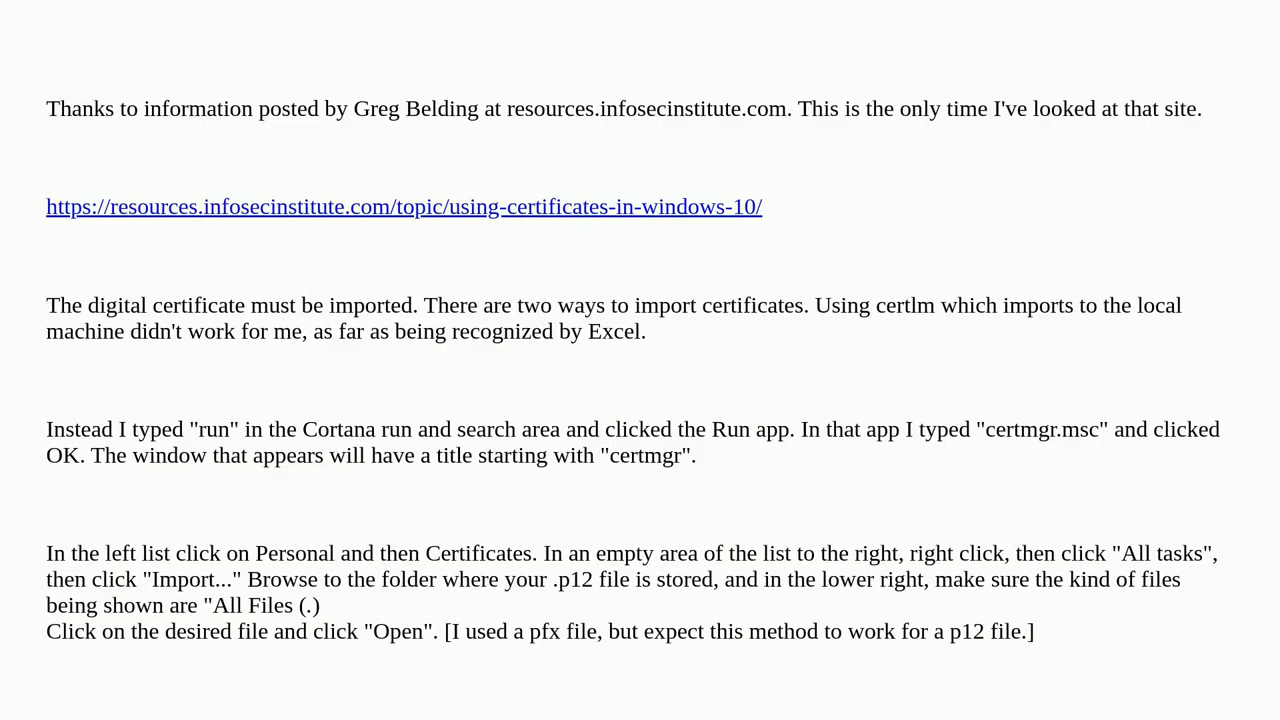 Thanks to information posted by Greg Belding at resources.infosecinstitute.com. This is the only time I've looked at that site.
https://resources.infosecinstitute.com/topic/using-certificates-in-windows-10/
The digital certificate must be imported. There are two ways to import certificates. Using certlm which imports to the local
machine didn't work for me, as far as being recognized by Excel.
Instead I typed "run" in the Cortana run and search area and clicked the Run app. In that app I typed "certmgr.msc" and clicked
OK. The window that appears will have a title starting with "certmgr".
In the left list click on Personal and then Certificates. In an empty area of the list to the right, right click, then click "All tasks",
then click "Import..." Browse to the folder where your .p12 file is stored, and in the lower right, make sure the kind of files
being shown are "All Files (.)
Click on the desired file and click "Open". [I used a pfx file, but expect this method to work for a p12 file.]